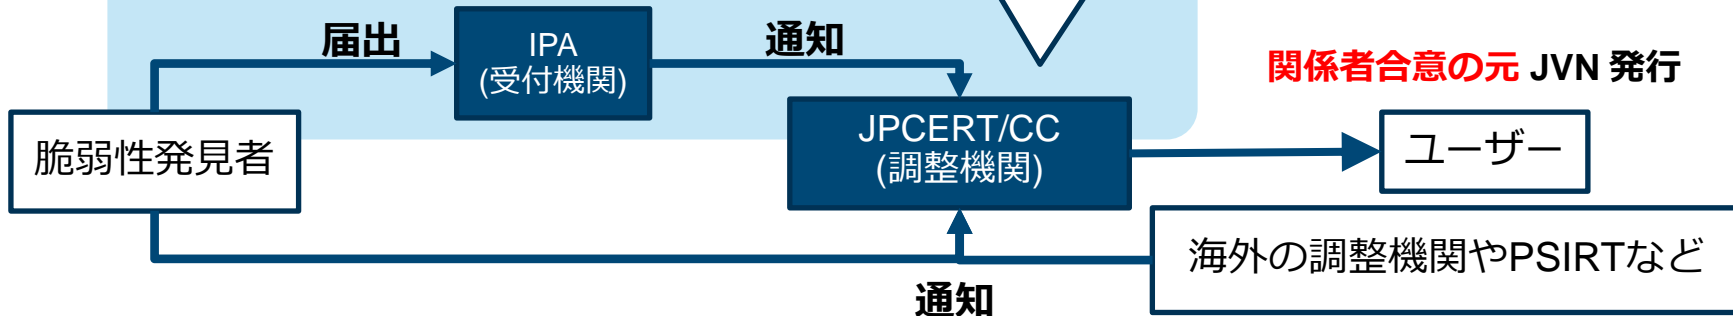 届出
IPA
(受付機関)
通知
関係者合意の元 JVN 発行
脆弱性発見者
JPCERT/CC
(調整機関)
ユーザー
海外の調整機関やPSIRTなど
通知